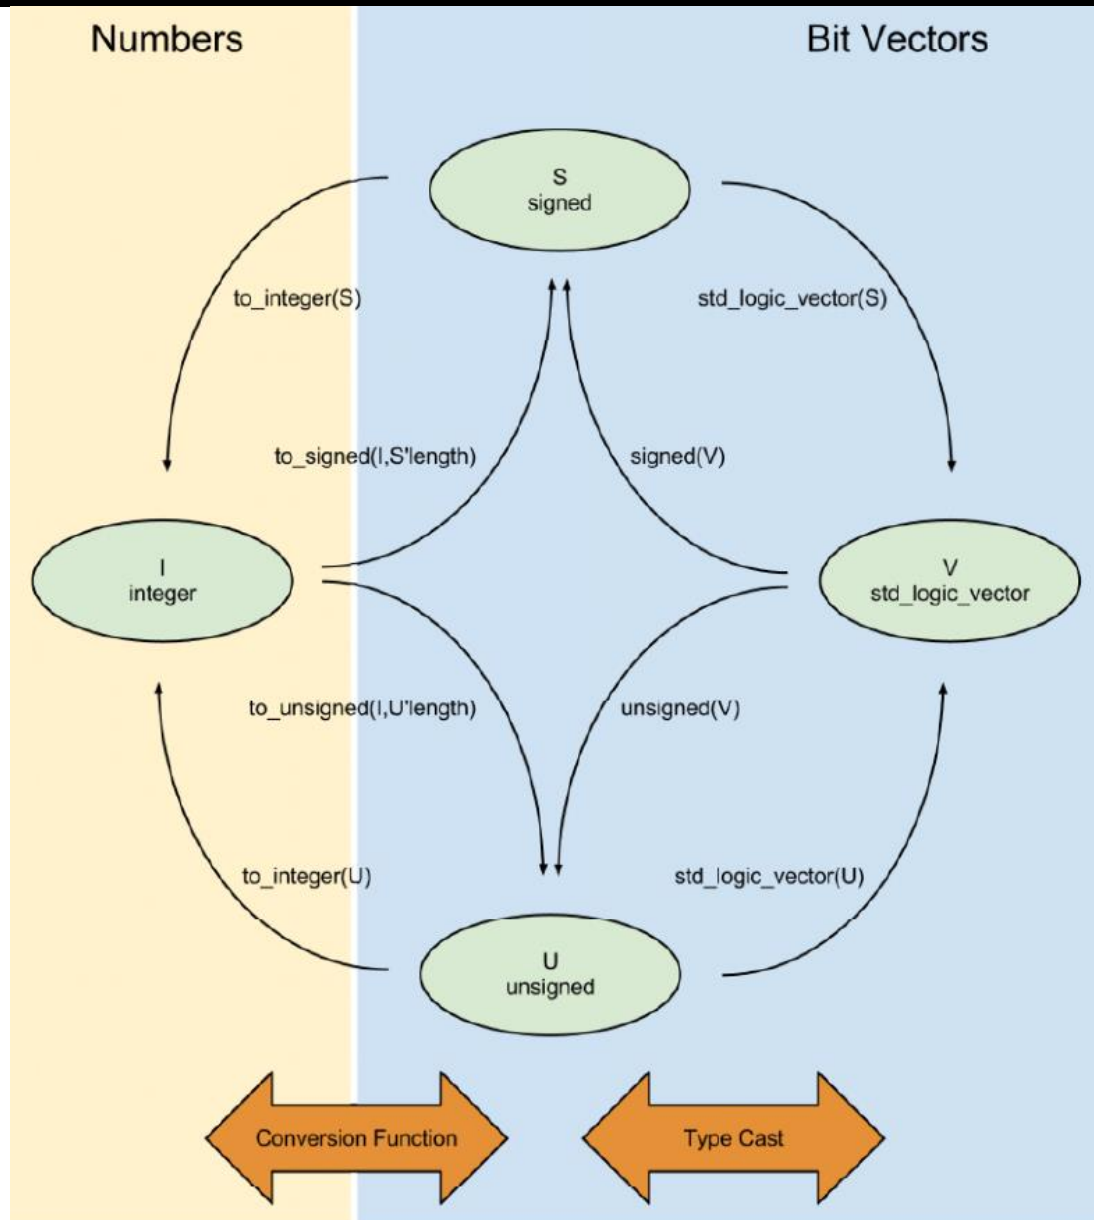 Numbers
Bit Vectors
S
signed
to_integer(S)
std_logic_vector(S)
to_signed(I,S'length)
signed(V)
I
integer
V
std_logic_vector
to_unsigned(I,U'length)
unsigned(V)
to_integer(U)
std_logic_vector(U)
U
unsigned
Conversion Function
Type Cast